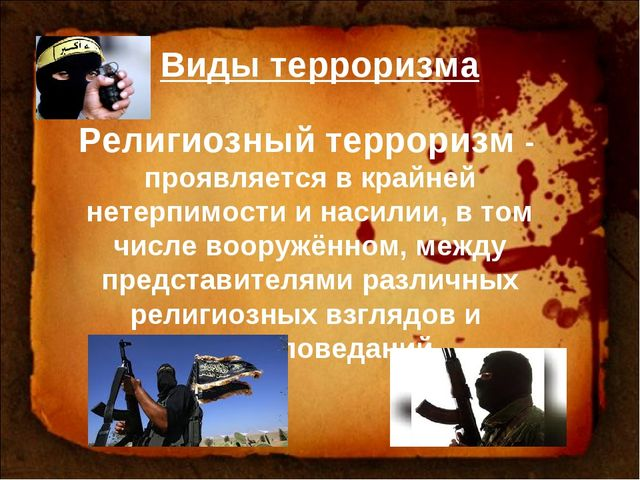 Виды терроризма
Религиозный терроризм -
проявляется в крайней
нетерпимости и насилии, в том
числе вооружённом, между
представителями различных
религиозных взглядов и